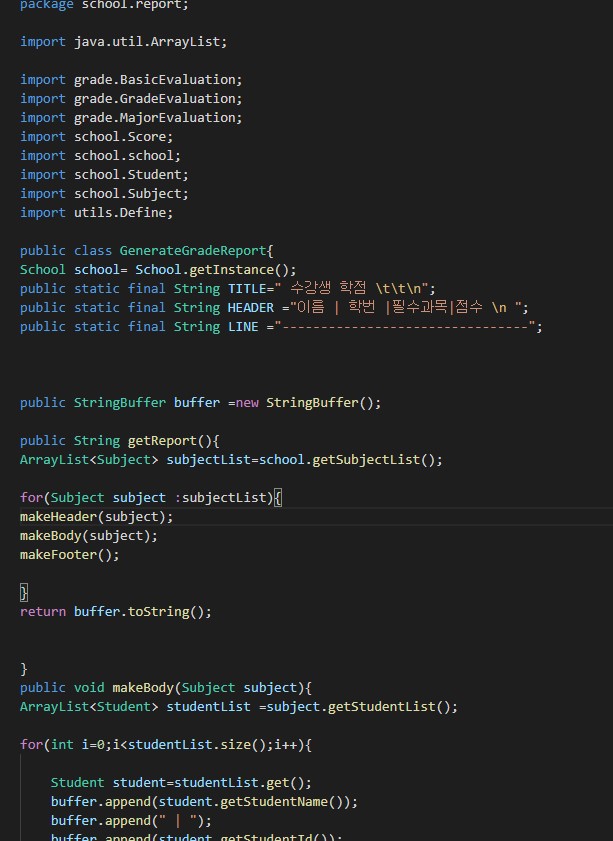 package school.report;
import java.util.ArrayList;
import grade.BasicEvaluation;
import grade.GradeEvaluation;
import grade.MajorEvaluation;
import school.Score;
import school.school;
import school.Student;
import school.Subject;
import utils.Define;
public class GenerateGradeReport{
School school= School.getInstance();
public static final String TITLE=" 수강생 학점 \t\t\n";
public static final String HEADER ="이름 | 학번 |필수과목|점수 \n ";
public static final String LINE ="--------------------------------";
public StringBuffer buffer =new StringBuffer();
public String getReport(){
ArrayList<Subject> subjectList=school.getSubjectList();
for(Subject subject :subjectList){
makeHeader(subject);
makeBody(subject);
makeFooter();
}
return buffer.toString();
}
public void makeBody(Subject subject){
ArrayList<Student> studentList =subject.getStudentList();
for(int i=0;i<studentList.size();i++){
Student student=studentList.get();
buffer.append(student.getStudentName());
buffer.append(" | ");
buffer.append(student.getStudentId());